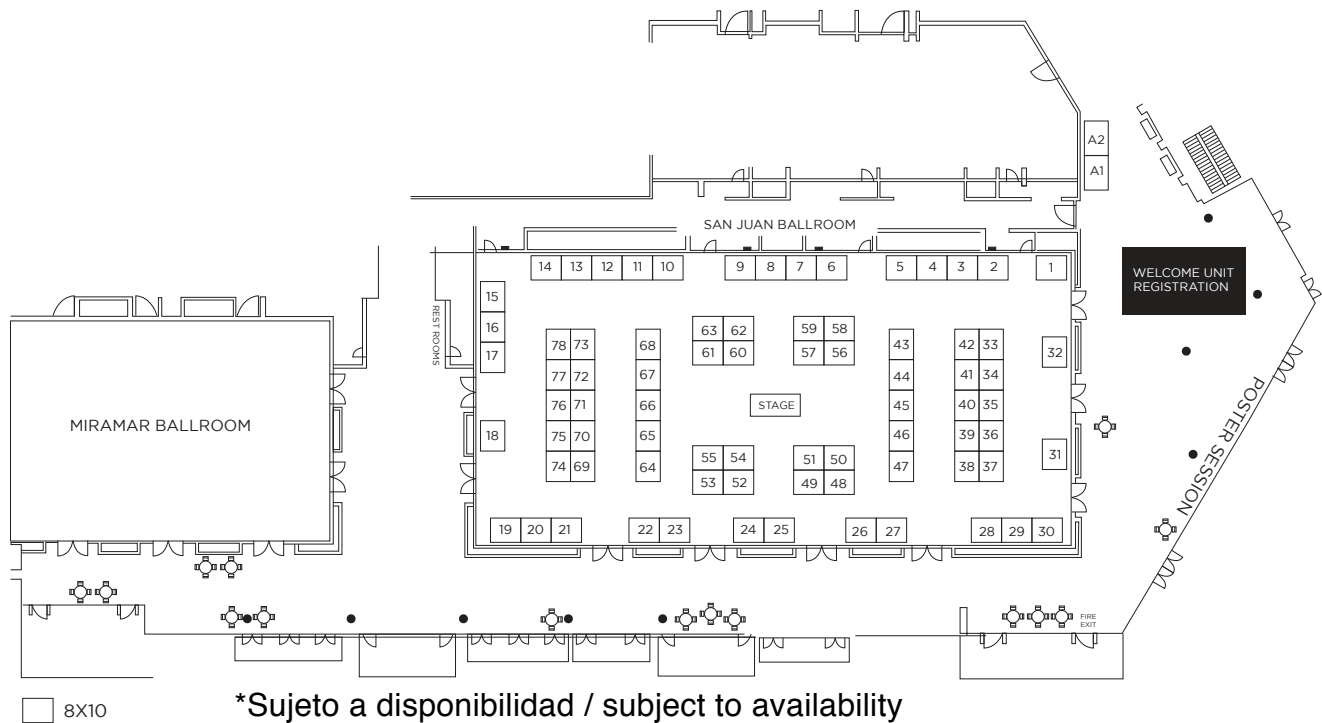 A2
A1
SAN JUAN BALLROOM
14 13 12 11 10 9 8 7 6 5 4 3 2 1
WELCOME UNIT
REGISTRATION
15
16
17
18
REST ROOMS
MIRAMAR BALLROOM
78 73
77 72
76 71
75 70
74 69
68
67
66
65
64
63 62
61 60
59 58
57 56
STAGE
55 54
53 52
51 50
49 48
43
44
45
46
47
42 33
41 34
40 35
39 36
38 37
32
31
POSTER SESSION
19 20 21 22 23 24 25 26 27 28 29 30
FIRE
EXIT
8X10
*Sujeto a disponibilidad / subject to availability